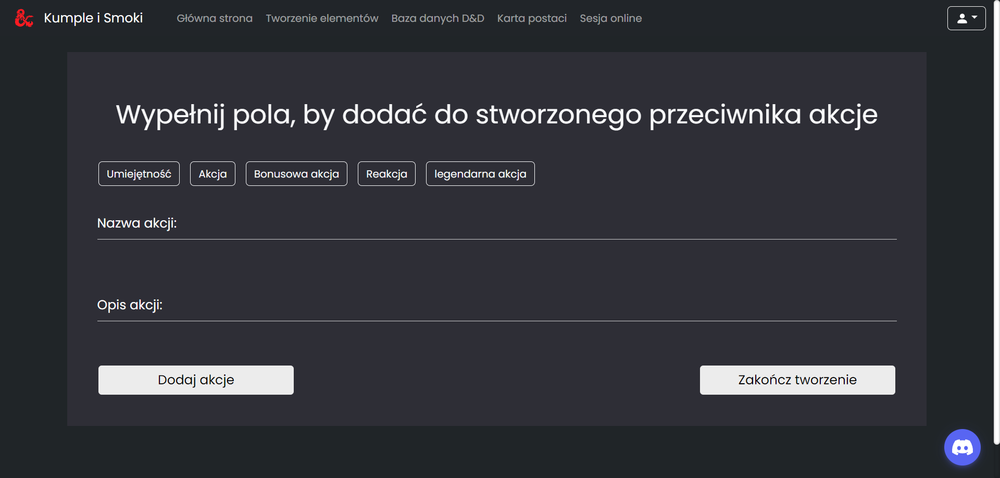 Kumple i Smoki Główna strona Tworzenie elementów Baza danych D&D Karta postaci Sesja online
Wypełnij pola, by dodać do stworzonego przeciwnika akcje
Umiejętność Akcja Bonusowa akcja Reakcja legendarna akcja
Nazwa akcji:
Opis akcji:
Dodaj akcje Zakończ tworzenie